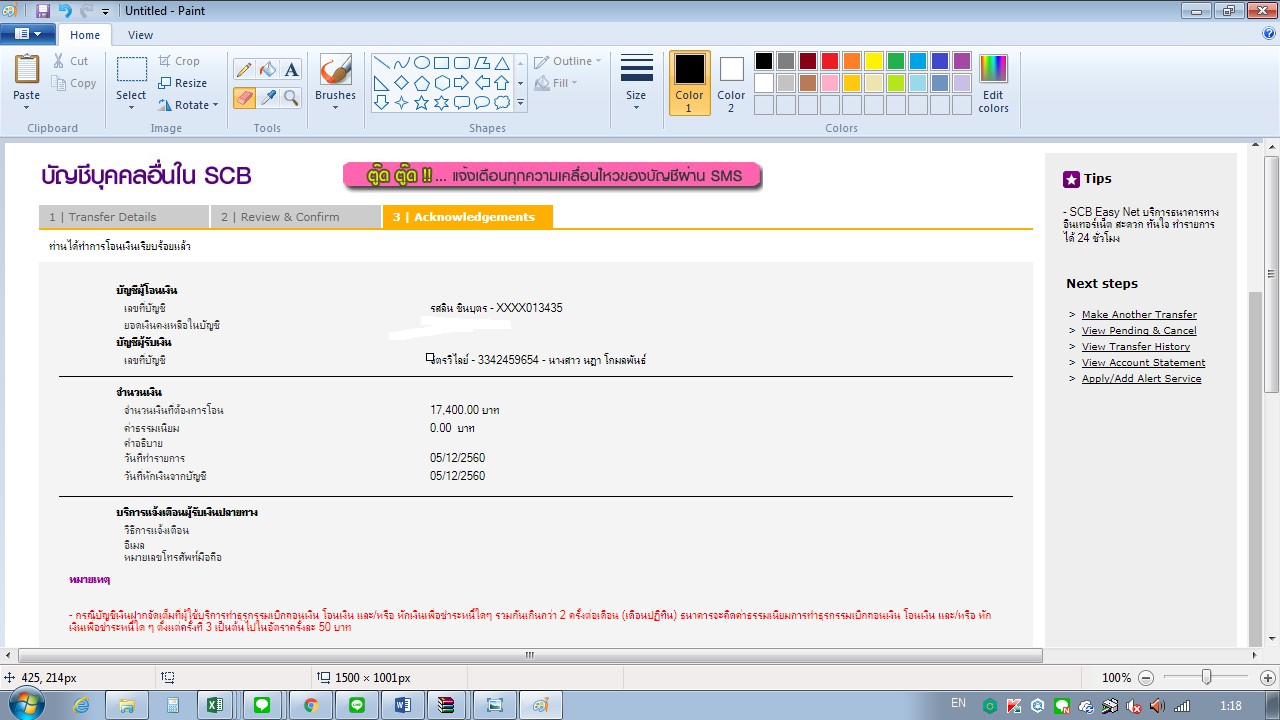 Untitled - Paint
Home
View
Paste
Cut
Copy
Clipboard
Select
Crop
Resize
Rotate
Image
Tools
Brushes
Shapes
Outline
Fill
Size
Color 1
Color 2
Edit colors
Colors
บัญชีบุคคลอื่นใน SCB
ตู๊ด ตู๊ด !! ... แจ้งเตือนทุกความเคลื่อนไหวของบัญชีผ่าน SMS
1 | Transfer Details
2 | Review & Confirm
3 | Acknowledgements
ท่านได้ทำการโอนเงินเรียบร้อยแล้ว
บัญชีผู้โอนเงิน
เลขที่บัญชี รสลิน ชินบุตร - XXXX013435
ยอดเงินคงเหลือในบัญชี
บัญชีผู้รับเงิน
เลขที่บัญชี - 3342459654 - นางสาว นฎา โกมลพันธ์
จำนวนเงิน
จำนวนเงินที่ต้องการโอน 17,400.00 บาท
ค่าธรรมเนียม 0.00 บาท
คำอธิบาย
วันที่ทำรายการ 05/12/2560
วันที่หักเงินจากบัญชี 05/12/2560
บริการแจ้งเตือนผู้รับเงินปลายทาง
วิธีการแจ้งเตือน
อีเมล
หมายเลขโทรศัพท์มือถือ
หมายเหตุ
- กรณีบัญชีเงินฝากจัดเต็มที่ผู้ใช้บริการทำธุรกรรมเบิกถอนเงิน โอนเงิน และ/หรือ หักเงินเพื่อชำระหนี้ใดๆ รวมกันเกินกว่า 2 ครั้งต่อเดือน (เดือนปฏิทิน) ธนาคารจะคิดค่าธรรมเนียมการทำธุรกรรมเบิกถอนเงิน โอนเงิน และ/หรือ หัก
เงินเพื่อชำระหนี้ใด ๆ ตั้งแต่ครั้งที่ 3 เป็นต้นไปในอัตราครั้งละ 50 บาท
Tips
- SCB Easy Net บริการธนาคารทาง
อินเทอร์เน็ต สะดวก ทันใจ ทำรายการ
ได้ 24 ชั่วโมง
Next steps
> Make Another Transfer
> View Pending & Cancel
> View Transfer History
> View Account Statement
> Apply/Add Alert Service
425, 214px
1500 × 1001px
100%
EN
1:18